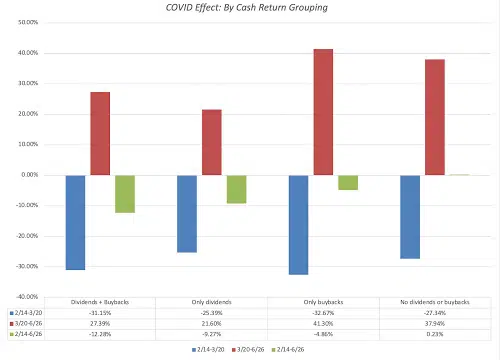 COVID Effect: By Cash Return Grouping
50.00%
40.00%
30.00%
20.00%
10.00%
0.00%
-10.00%
-20.00%
-30.00%
-40.00%
Dividends + Buybacks Only dividends Only buybacks No dividends or buybacks
2/14-3/20 -31.15% -25.39% -32.67% -27.34%
3/20-6/26 27.39% 21.60% 41.30% 37.94%
2/14-6/26 -12.28% -9.27% -4.86% 0.23%
2/14-3/20 3/20-6/26 2/14-6/26